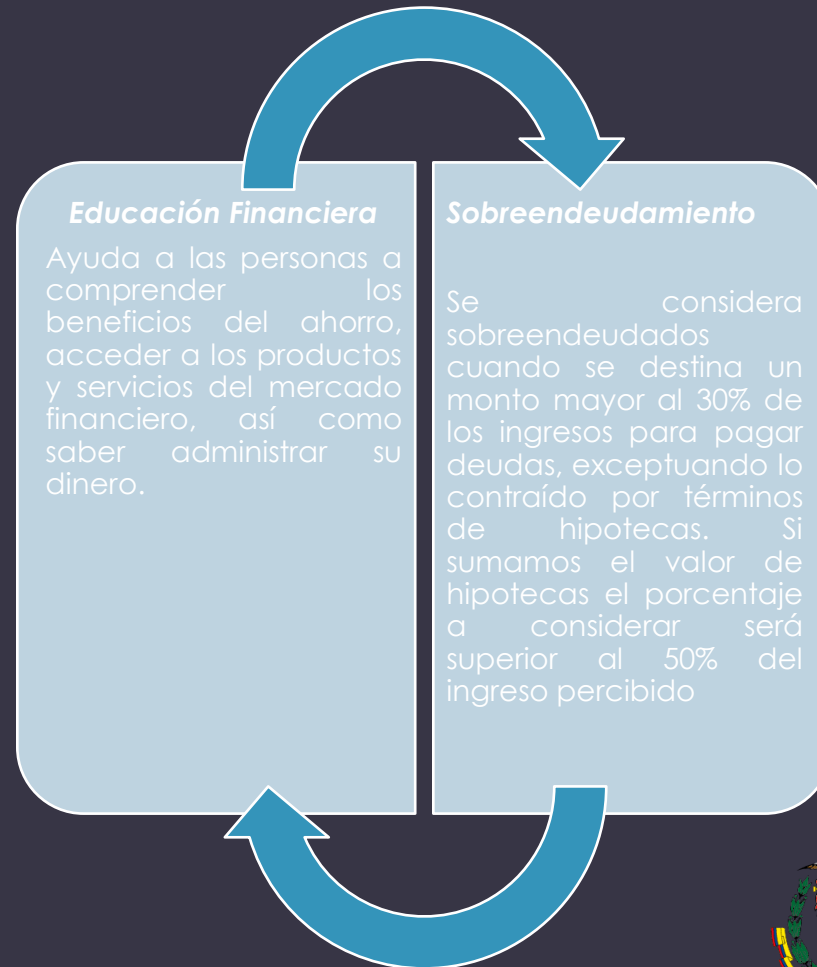 Educación Financiera
Ayuda a las personas a
comprender los
beneficios del ahorro,
acceder a los productos
y servicios del mercado
financiero, así como
saber administrar su
dinero.
Sobreendeudamiento
Se considera
sobreendeudados
cuando se destina un
monto mayor al 30% de
los ingresos para pagar
deudas, exceptuando lo
contraído por términos
de hipotecas. Si
sumamos el valor de
hipotecas el porcentaje
a considerar será
superior al 50% del
ingreso percibido